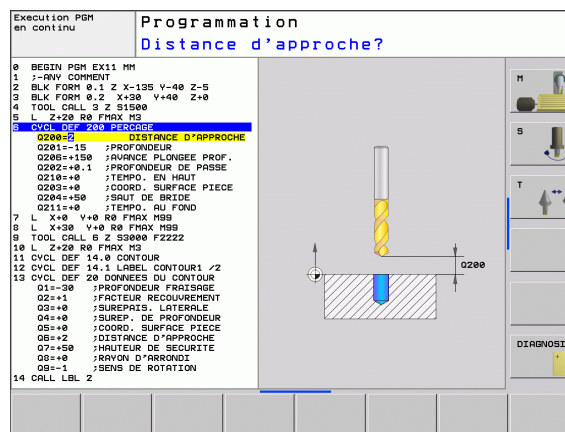 Execution PGM
en continu
Programmation
Distance d'approche?
0 BEGIN PGM EX11 MM
1 ;-ANY COMMENT
2 BLK FORM 0.1 Z X-135 Y-40 Z-5
3 BLK FORM 0.2 X+30 Y+40 Z+0
4 TOOL CALL 3 Z S1500
5 L Z+20 R0 FMAX M3
6 CYCL DEF 200 PERCAGE
Q200=2 DISTANCE D'APPROCHE
Q201=-15 ;PROFONDEUR
Q206=+150 ;AVANCE PLONGEE PROF.
Q202=+0.1 ;PROFONDEUR DE PASSE
Q210=+0 ;TEMPO. EN HAUT
Q203=+0 ;COORD. SURFACE PIECE
Q204=+50 ;SAUT DE BRIDE
Q211=+0 ;TEMPO. AU FOND
7 L X+0 Y+0 R0 FMAX M99
8 L X+30 Y+0 R0 FMAX M99
9 TOOL CALL 6 Z S3000 F2222
10 L Z+20 R0 FMAX M3
11 CYCL DEF 14.0 CONTOUR
12 CYCL DEF 14.1 LABEL CONTOUR1 /2
13 CYCL DEF 20 DONNEES DU CONTOUR
Q1=-30 ;PROFONDEUR FRAISAGE
Q2=+1 ;FACTEUR RECOUVREMENT
Q3=+0 ;SUREPAIS. LATERALE
Q4=+0 ;SUREP. DE PROFONDEUR
Q5=+0 ;COORD. SURFACE PIECE
Q6=+2 ;DISTANCE D'APPROCHE
Q7=+50 ;HAUTEUR DE SECURITE
Q8=+0 ;RAYON D'ARRONDI
Q9=-1 ;SENS DE ROTATION
14 CALL LBL 2
Q200
M
S
T
DIAGNOSI